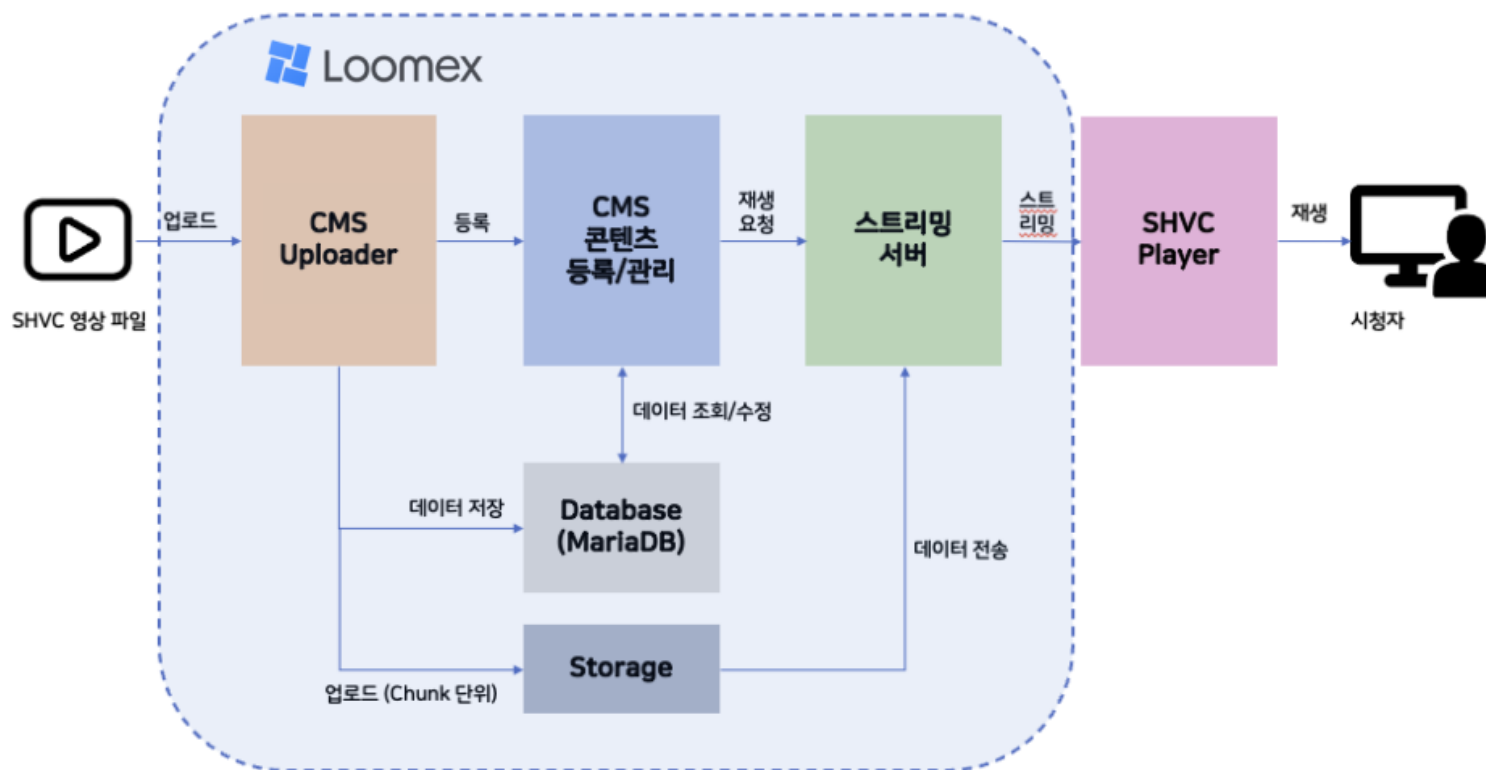 Loomex
업로드
CMS
Uploader
등록
CMS
콘텐츠
등록/관리
재생
요청
스트리밍
서버
스트
리밍
SHVC
Player
재생
SHVC 영상 파일
시청자
데이터 조회/수정
데이터 저장
Database
(MariaDB)
데이터 전송
Storage
업로드 (Chunk 단위)